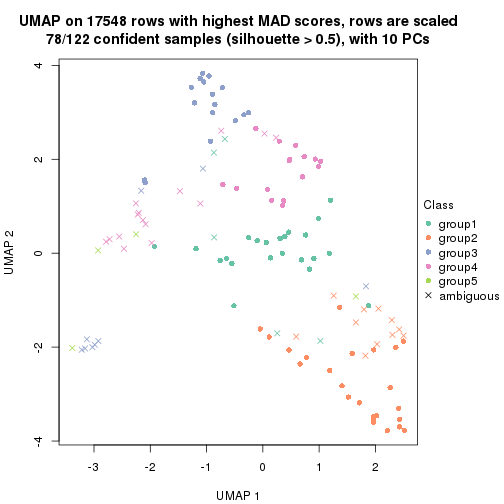 UMAP on 17548 rows with highest MAD scores, rows are scaled
78/122 confident samples (silhouette > 0.5), with 10 PCs
4
2
0
-2
-4
UMAP 2
-3
-2
-1
0
1
2
UMAP 1
Class
group1
group2
group3
group4
group5
ambiguous